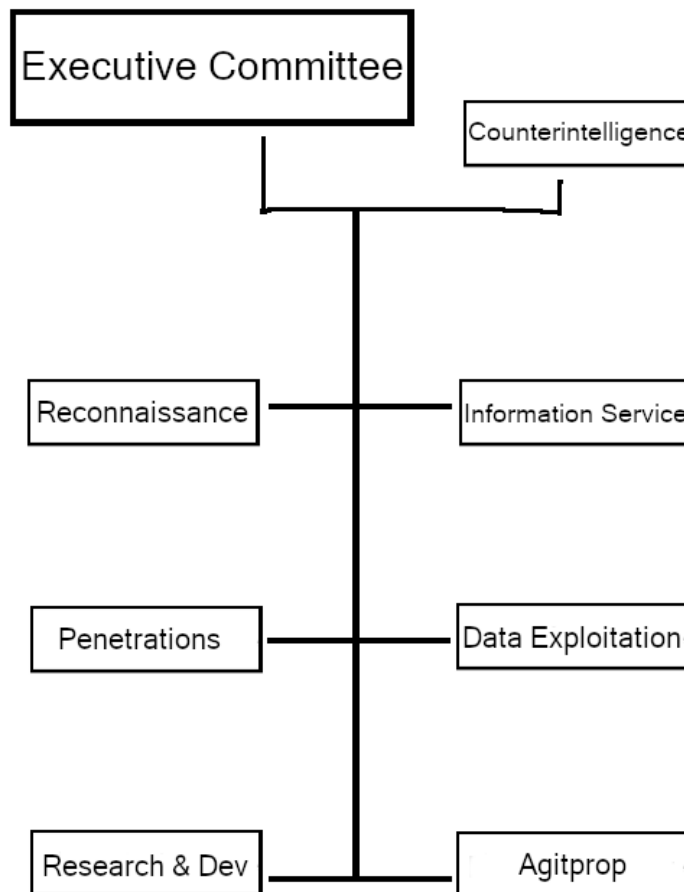 Executive Committee
Counterintelligence
Reconnaissance
Information Service
Penetrations
Data Exploitation
Research & Dev
Agitprop